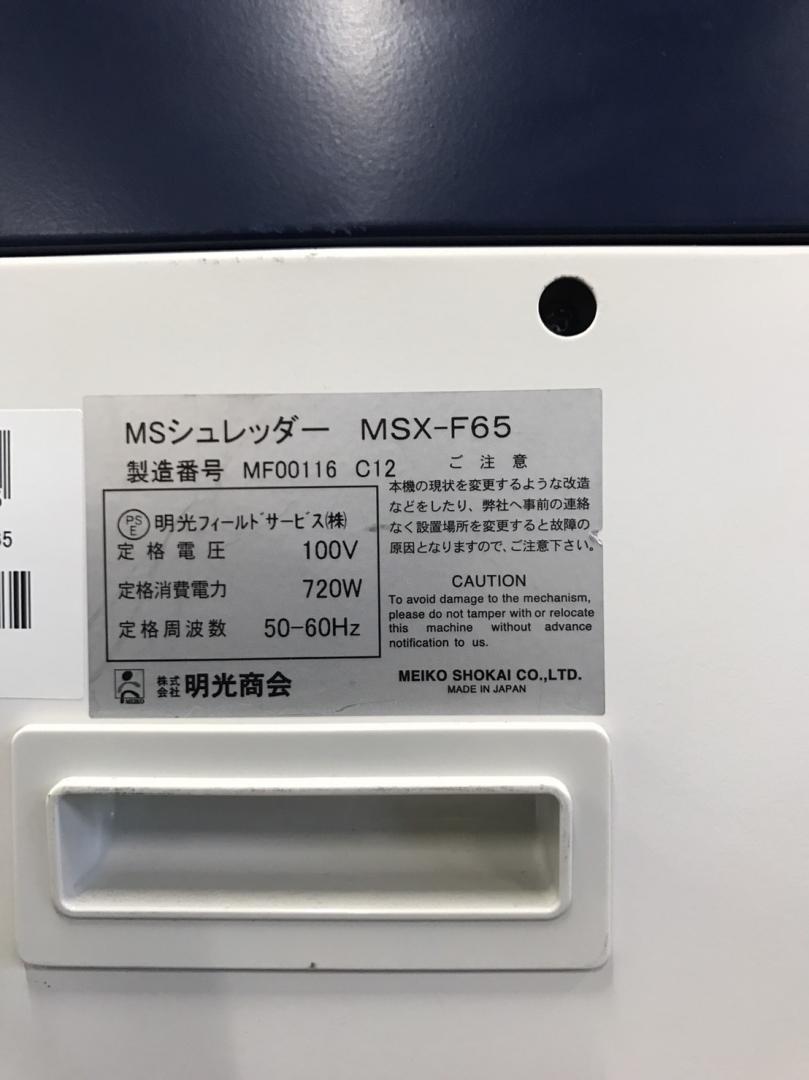 MSシュレッダー MSX-F65
製造番号 MF00116 C12
PS
E
明光フィールドサービス㈱
定格電圧 100V
定格消費電力 720W
定格周波数 50-60Hz
ご注意
本機の現状を変更するような改造
などをしたり、弊社へ事前の連絡
なく設置場所を変更すると故障の
原因となりますので、ご注意下さい。
CAUTION
To avoid damage to the mechanism,
please do not tamper with or relocate
this machine without advance
notification to us.
MEIKO
株式
会社
明光商会
MEIKO SHOKAI CO.,LTD.
MADE IN JAPAN